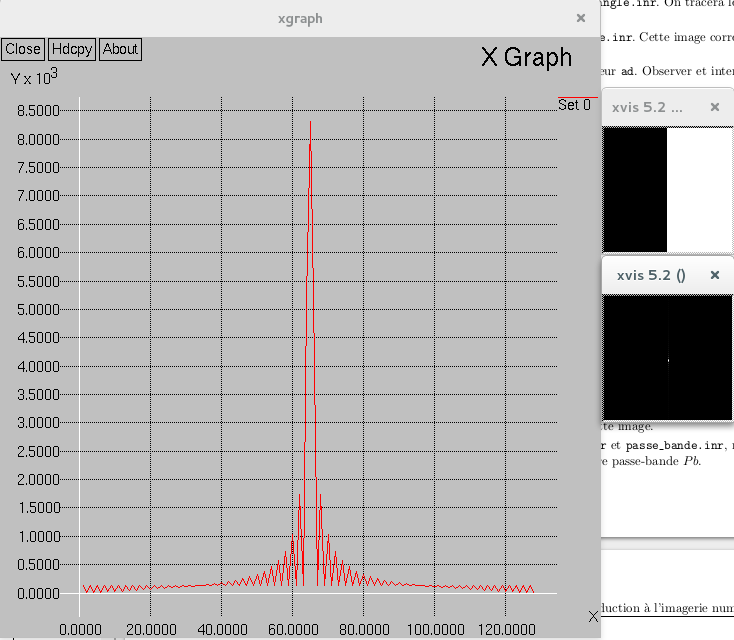 xgraph
Close Hdcpy About
X Graph
Y x 10^3
Set 0
8.5000
8.0000
7.5000
7.0000
6.5000
6.0000
5.5000
5.0000
4.5000
4.0000
3.5000
3.0000
2.5000
2.0000
1.5000
1.0000
0.5000
0.0000
X
0.0000 20.0000 40.0000 60.0000 80.0000 100.0000 120.0000
ngle.inr. On tracera le
e.inr. Cette image corre
eur ad. Observer et inter
xvis 5.2 ...
xvis 5.2 ()
te image.
r et passe_bande.inr, r
e passe-bande Pb.
duction à l'imagerie num